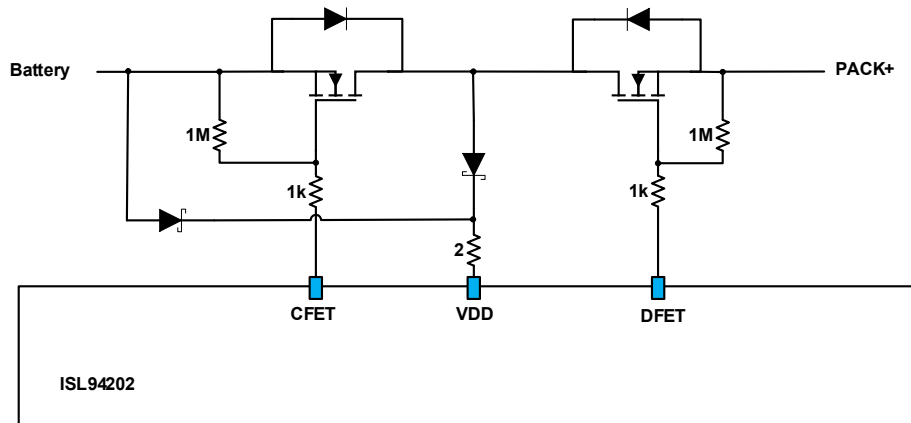 Battery
PACK+
1M
1M
1k
1k
2
CFET
VDD
DFET
ISL94202